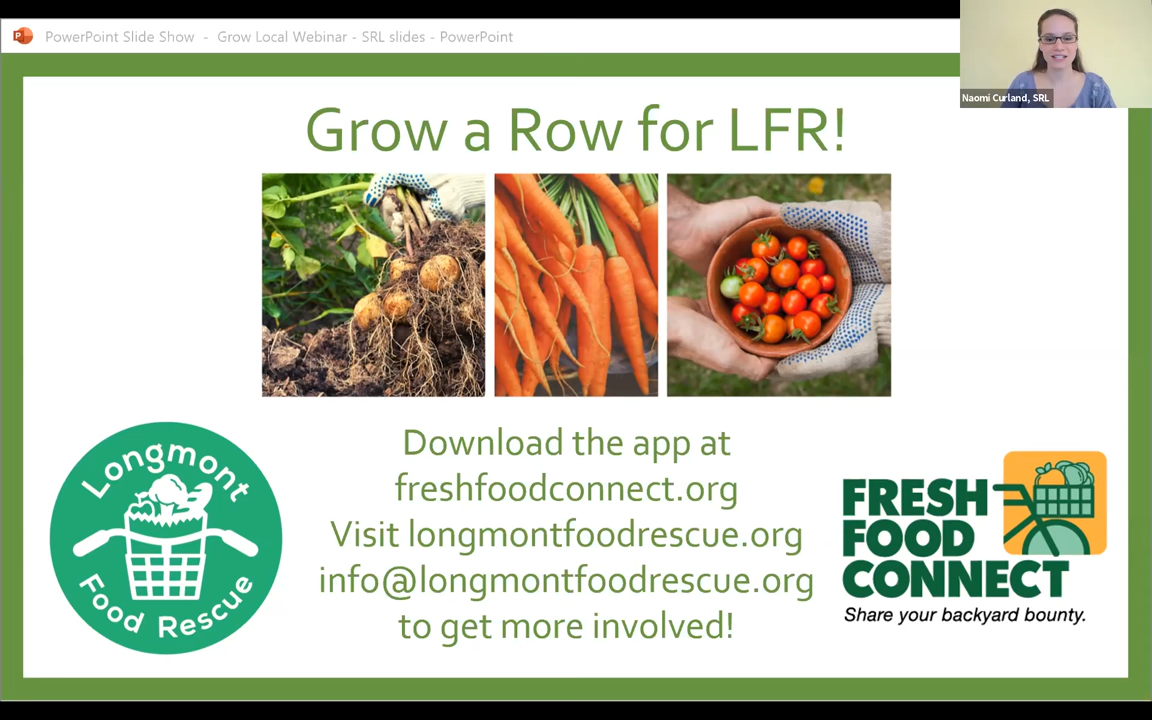 PowerPoint Slide Show - Grow Local Webinar - SRL slides - PowerPoint
Naomi Curland, SRL
Grow a Row for LFR!
Download the app at
freshfoodconnect.org
Visit longmontfoodrescue.org
info@longmontfoodrescue.org
to get more involved!
Longmont
Food Rescue
FRESH
FOOD
CONNECT
Share your backyard bounty.